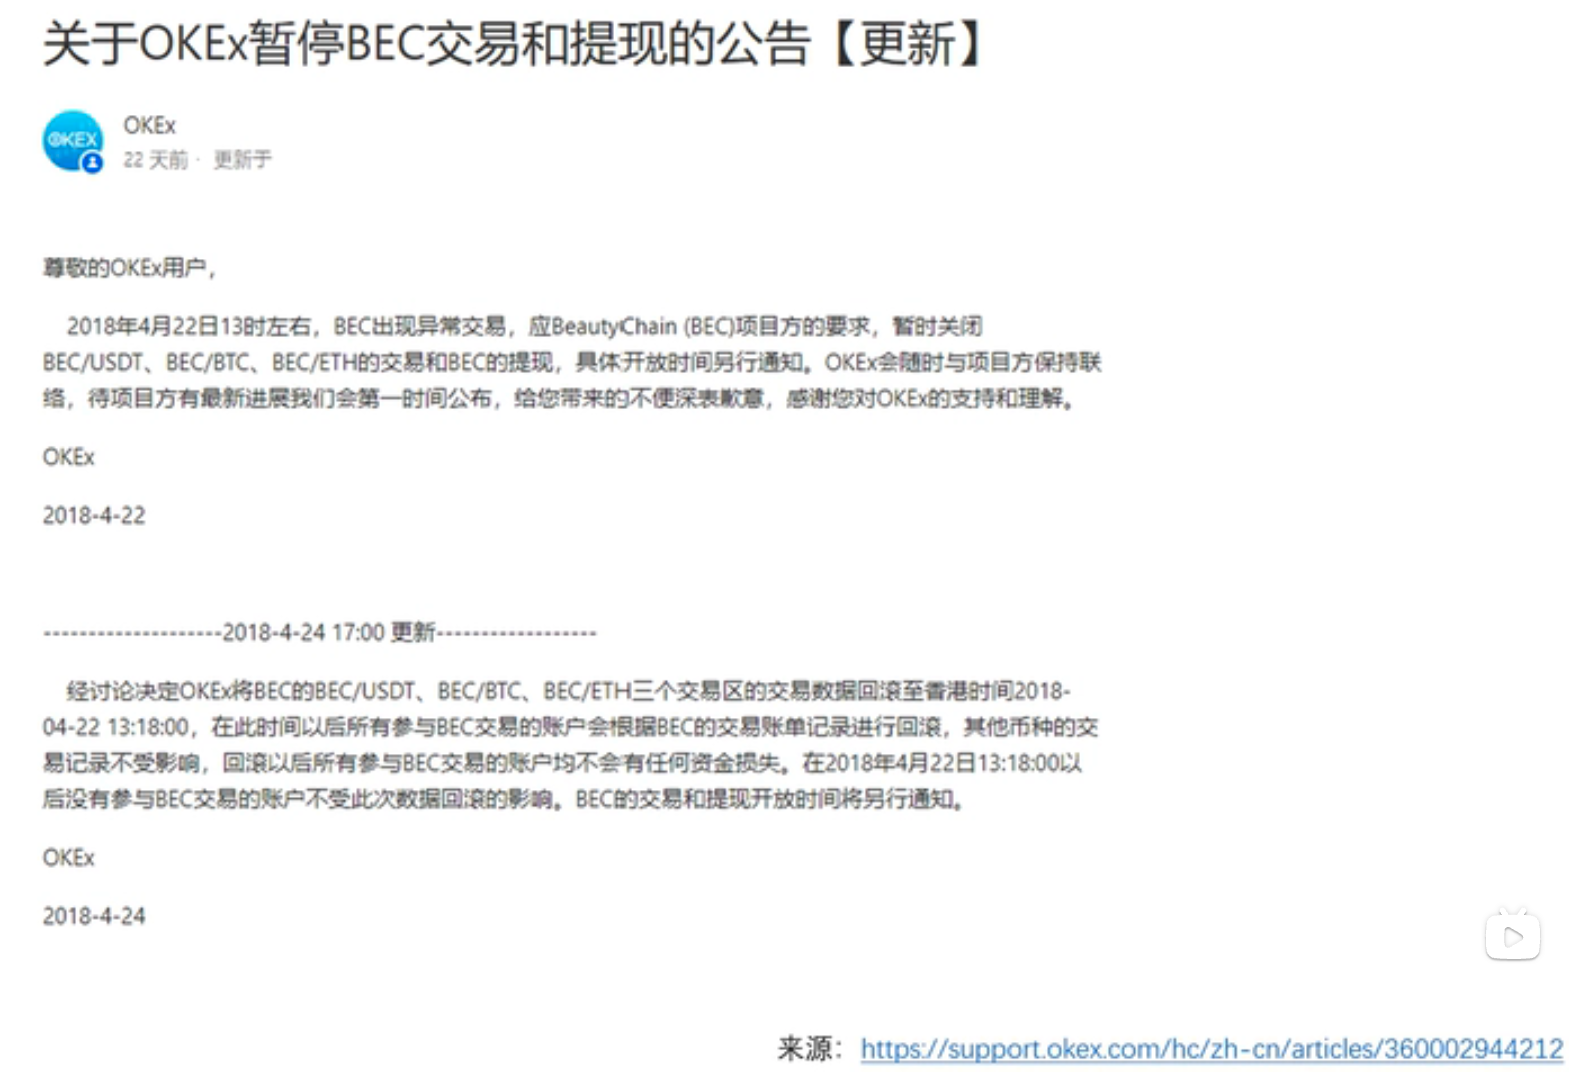 关于OKEx暂停BEC交易和提现的公告【更新】
OKEX
OKEx
22 天前 · 更新于
尊敬的OKEx用户，
2018年4月22日13时左右，BEC出现异常交易，应BeautyChain (BEC)项目方的要求，暂时关闭
BEC/USDT、BEC/BTC、BEC/ETH的交易和BEC的提现，具体开放时间另行通知。OKEx会随时与项目方保持联
络，待项目方有最新进展我们会第一时间公布，给您带来的不便深表歉意，感谢您对OKEx的支持和理解。
OKEx
2018-4-22
--------------------2018-4-24 17:00 更新------------------
经讨论决定OKEx将BEC的BEC/USDT、BEC/BTC、BEC/ETH三个交易区的交易数据回滚至香港时间2018-
04-22 13:18:00，在此时间以后所有参与BEC交易的账户会根据BEC的交易账单记录进行回滚，其他币种的交
易记录不受影响，回滚以后所有参与BEC交易的账户均不会有任何资金损失。在2018年4月22日13:18:00以
后没有参与BEC交易的账户不受此次数据回滚的影响。BEC的交易和提现开放时间将另行通知。
OKEx
2018-4-24
来源：https://support.okex.com/hc/zh-cn/articles/360002944212